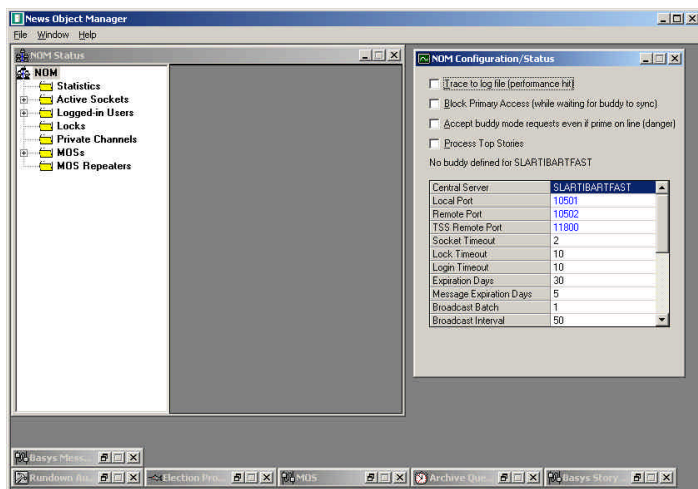 News Object Manager
File Window Help
NOM Status
NOM
Statistics
Active Sockets
Logged-in Users
Locks
Private Channels
MOSs
MOS Repeaters
NOM Configuration/Status
Trace to log file (performance hit)
Block Primary Access (while waiting for buddy to sync)
Accept buddy mode requests even if prime on line (danger)
Process Top Stories
No buddy defined for SLARTIBARTFAST
Central Server SLARTIBARTFAST
Local Port 10501
Remote Port 10502
TSS Remote Port 11800
Socket Timeout 2
Lock Timeout 10
Login Timeout 10
Expiration Days 30
Message Expiration Days 5
Broadcast Batch 1
Broadcast Interval 50
Basys Mess...
Rundown Au... Election Pro... MOS Archive Que... Basys Story ...